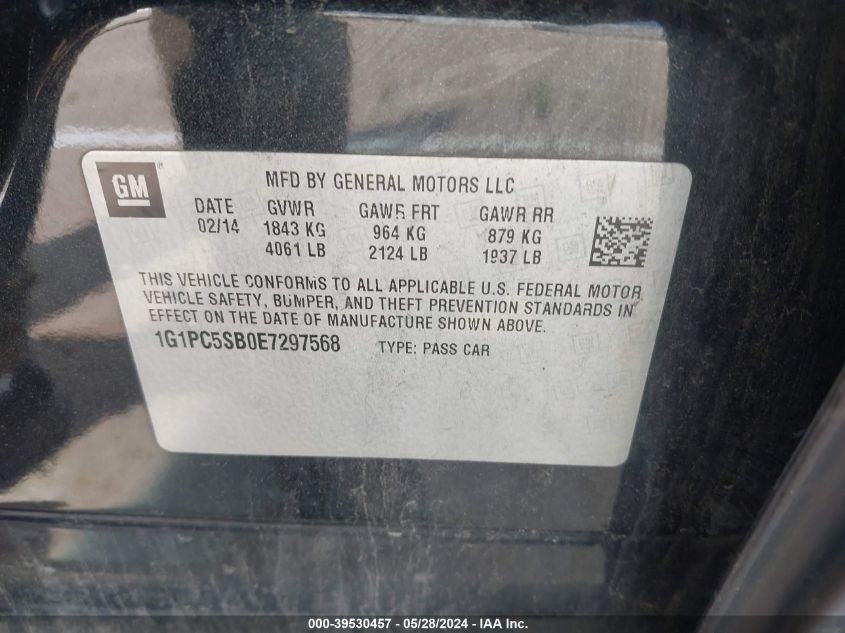 GM
MFD BY GENERAL MOTORS LLC
DATE GVWR GAWR FRT GAWR RR
02/14 1843 KG 964 KG 879 KG
4061 LB 2124 LB 1937 LB
THIS VEHICLE CONFORMS TO ALL APPLICABLE U.S. FEDERAL MOTOR
VEHICLE SAFETY, BUMPER, AND THEFT PREVENTION STANDARDS IN
EFFECT ON THE DATE OF MANUFACTURE SHOWN ABOVE.
1G1PC5SB0E7297568 TYPE: PASS CAR
000-39530457 - 05/28/2024 - IAA Inc.